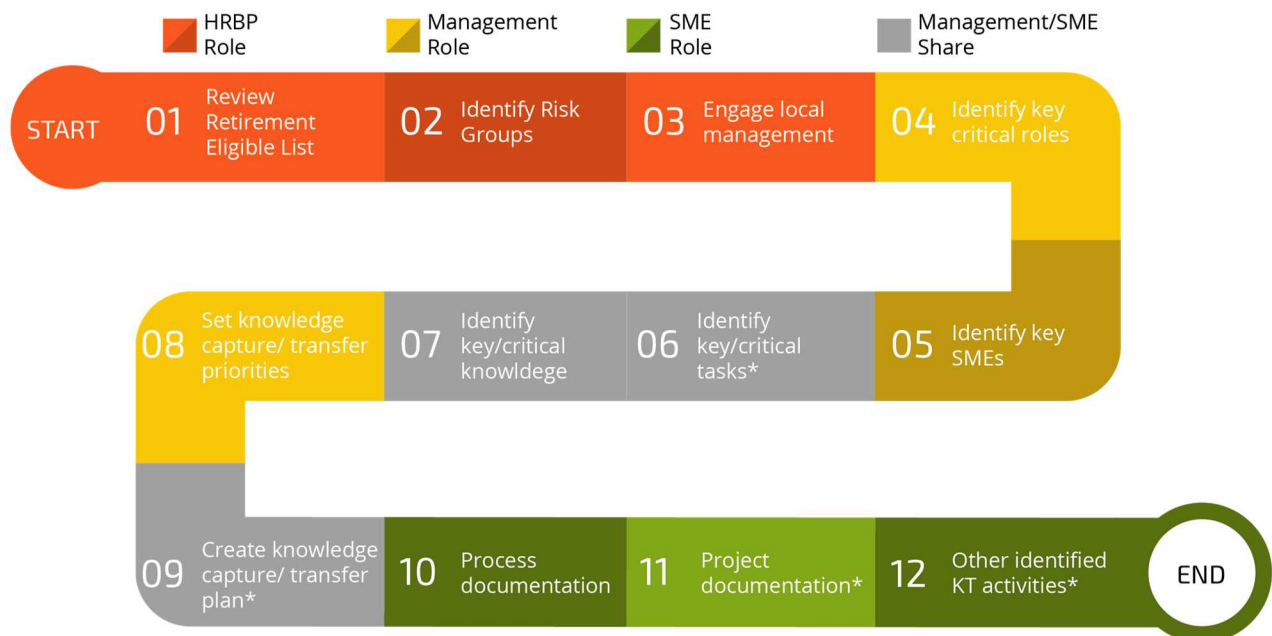 HRBP
Role
Management
Role
SME
Role
Management/SME
Share
START
01
Review
Retirement
Eligible List
02
Identify Risk
Groups
03
Engage local
management
04
Identify key
critical roles
05
Identify key
SMEs
06
Identify
key/critical
tasks*
07
Identify
key/critical
knowldege
08
Set knowledge
capture/ transfer
priorities
09
Create knowledge
capture/ transfer
plan*
10
Process
documentation
11
Project
documentation*
12
Other identified
KT activities*
END